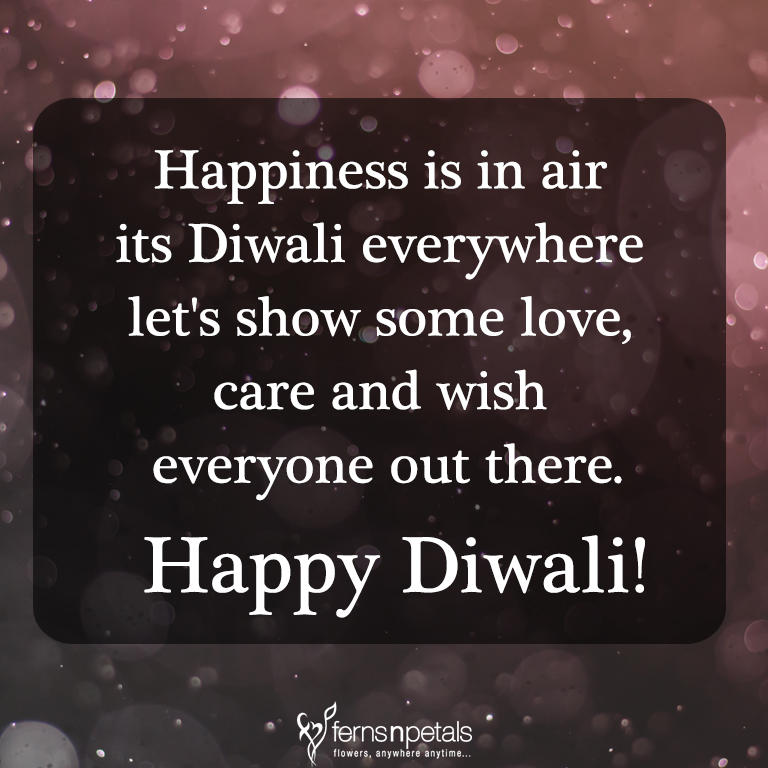 Happiness is in air
its Diwali everywhere
let's show some love,
care and wish
everyone out there.
Happy Diwali!
fernsnpetals
flowers, anywhere anytime...